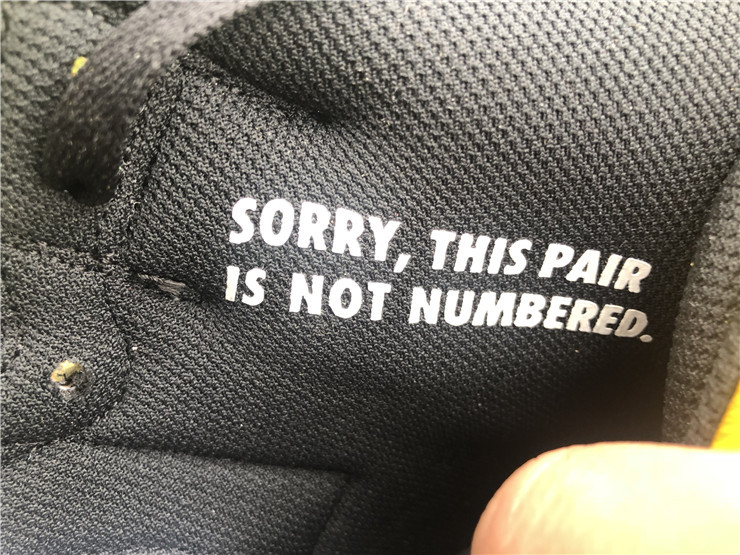 SORRY, THIS PAIR
IS NOT NUMBERED.